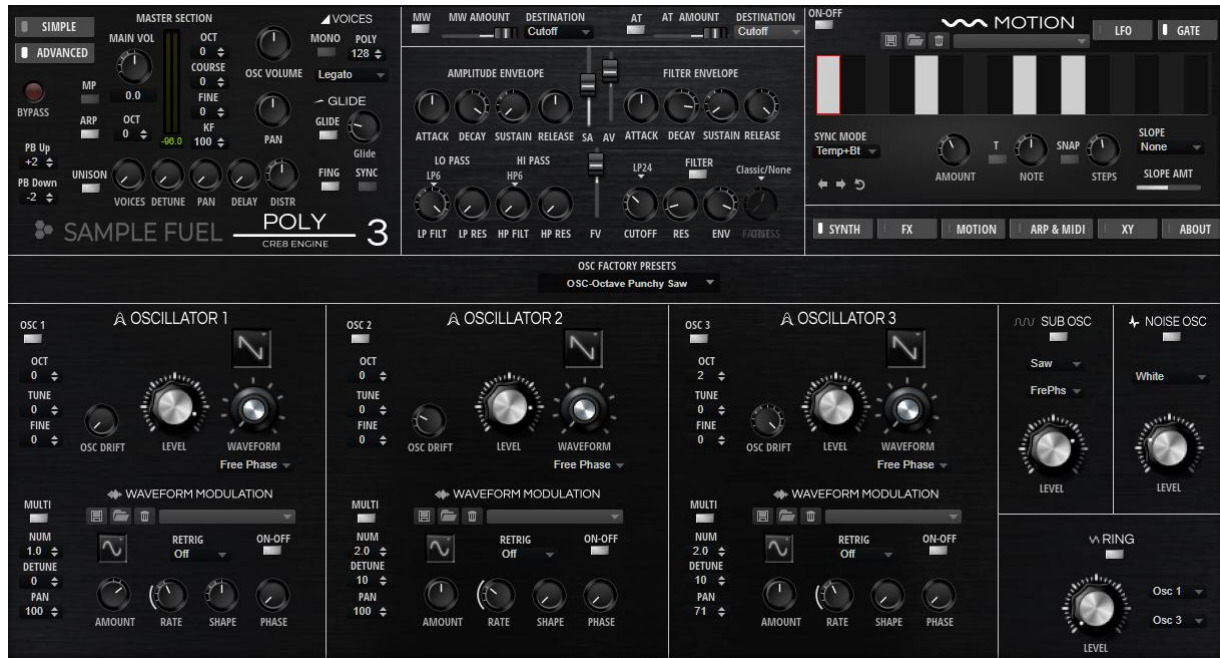 SIMPLE
ADVANCED
BYPASS
PB Up
+2
PB Down
-2
MASTER SECTION
MAIN VOL
0.0
MP
ARP
OCT
0
-96.0
OCT
0
COURSE
0
FINE
0
KF
100
UNISON
VOICES DETUNE PAN DELAY DISTR
OSC VOLUME
PAN
VOICES
MONO POLY
128
Legato
GLIDE
GLIDE
Glide
FING SYNC
SAMPLE FUEL POLY 3
CRE8 ENGINE
MW MW AMOUNT DESTINATION
Cutoff
AT AT AMOUNT DESTINATION
Cutoff
AMPLITUDE ENVELOPE
ATTACK DECAY SUSTAIN RELEASE
SA AV
FILTER ENVELOPE
ATTACK DECAY SUSTAIN RELEASE
LO PASS HI PASS
LP6 HP6
LP FILT LP RES HP FILT HP RES
FV
LP24 FILTER Classic/None
CUTOFF RES ENV
ON-OFF
MOTION
LFO GATE
SYNC MODE
Temp+Bt
AMOUNT
T
NOTE
SNAP
STEPS
SLOPE
None
SLOPE AMT
SYNTH FX MOTION ARP & MIDI XY ABOUT
OSC FACTORY PRESETS
OSC-Octave Punchy Saw
OSC 1
OSCILLATOR 1
OCT
0
TUNE
0
FINE
0
OSC DRIFT LEVEL WAVEFORM
Free Phase
WAVEFORM MODULATION
MULTI
NUM
1.0
DETUNE
0
PAN
100
RETRIG
Off
ON-OFF
AMOUNT RATE SHAPE PHASE
OSC 2
OSCILLATOR 2
OCT
0
TUNE
0
FINE
0
OSC DRIFT LEVEL WAVEFORM
Free Phase
WAVEFORM MODULATION
MULTI
NUM
2.0
DETUNE
10
PAN
100
RETRIG
Off
ON-OFF
AMOUNT RATE SHAPE PHASE
OSC 3
OSCILLATOR 3
OCT
2
TUNE
0
FINE
0
OSC DRIFT LEVEL WAVEFORM
Free Phase
WAVEFORM MODULATION
MULTI
NUM
2.0
DETUNE
10
PAN
71
RETRIG
Off
ON-OFF
AMOUNT RATE SHAPE PHASE
SUB OSC
Saw
FrePhs
LEVEL
NOISE OSC
White
LEVEL
RING
Osc 1
Osc 3
LEVEL